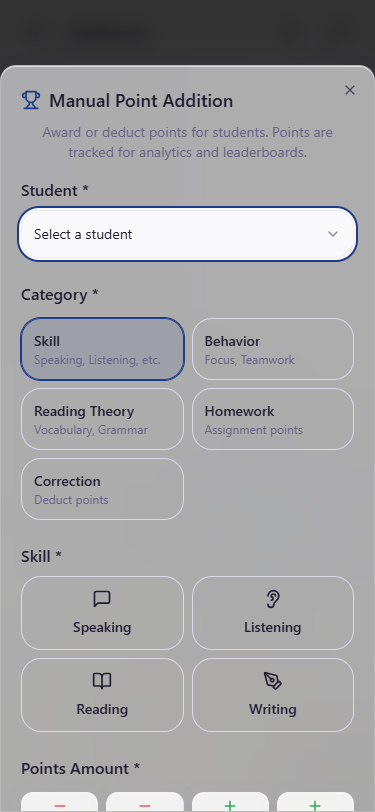 Manual Point Addition
Award or deduct points for students. Points are
tracked for analytics and leaderboards.
Student *
Select a student
Category *
Skill
Speaking, Listening, etc.
Behavior
Focus, Teamwork
Reading Theory
Vocabulary, Grammar
Homework
Assignment points
Correction
Deduct points
Skill *
Speaking
Listening
Reading
Writing
Points Amount *